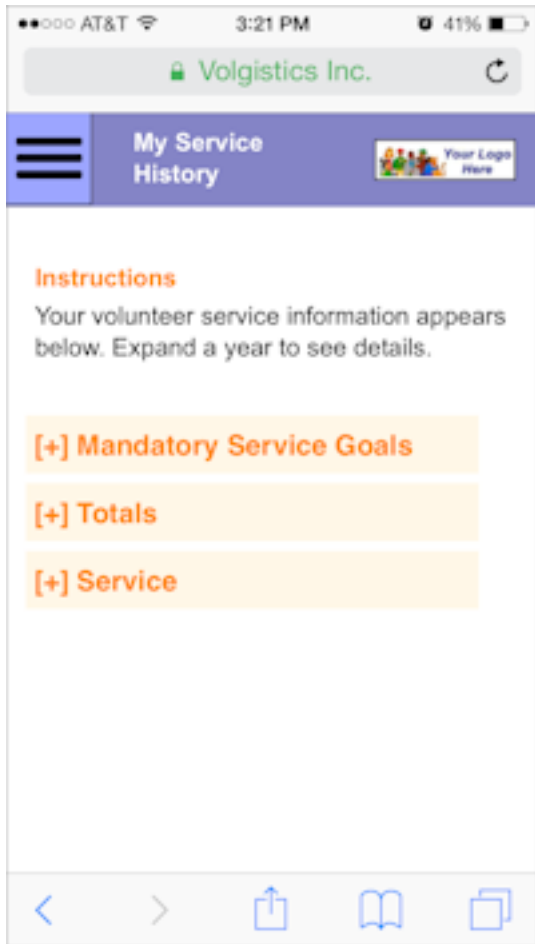 AT&T 3:21 PM 41%
Volgistics Inc.
My Service
History
Your Logo
Here
Instructions
Your volunteer service information appears
below. Expand a year to see details.
[+] Mandatory Service Goals
[+] Totals
[+] Service